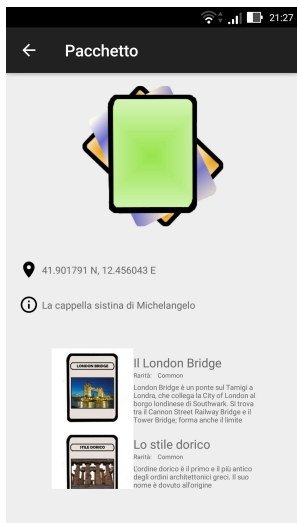 21:27
Pacchetto
41.901791 N, 12.456043 E
La cappella sistina di Michelangelo
LONDON BRIDGE
Il London Bridge
Rarità: Common
London Bridge è un ponte sul Tamigi a
Londra, che collega la City of London al
borgo londinese di Southwark. Si trova
tra il Cannon Street Railway Bridge e il
Tower Bridge; forma anche il limite
STILE DORICO
Lo stile dorico
Rarità: Common
L'ordine dorico è il primo e il più antico
degli ordini architettonici greci. Il suo
nome è dovuto all'origine